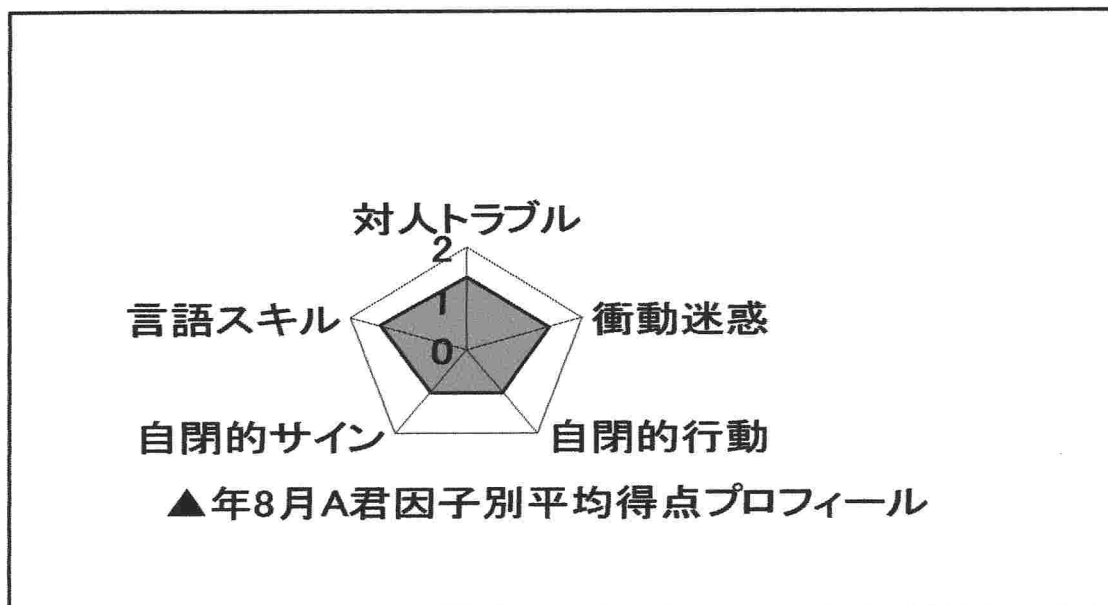 対人トラブル
2
言語スキル
1
衝動迷惑
0
自閉的サイン
自閉的行動
▲年8月A君因子別平均得点プロフィール